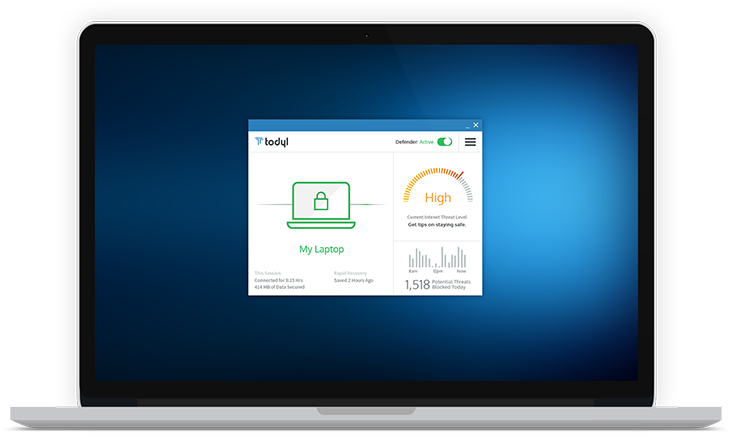 todyl
Defender: Active
My Laptop
This Session
Connected for 8.15 Hrs
414 MB of Data Secured
Rapid Recovery
Saved 2 Hours Ago
High
Current Internet Threat Level
Get tips on staying safe.
8am 12pm Now
1,518 Potential Threats
Blocked Today